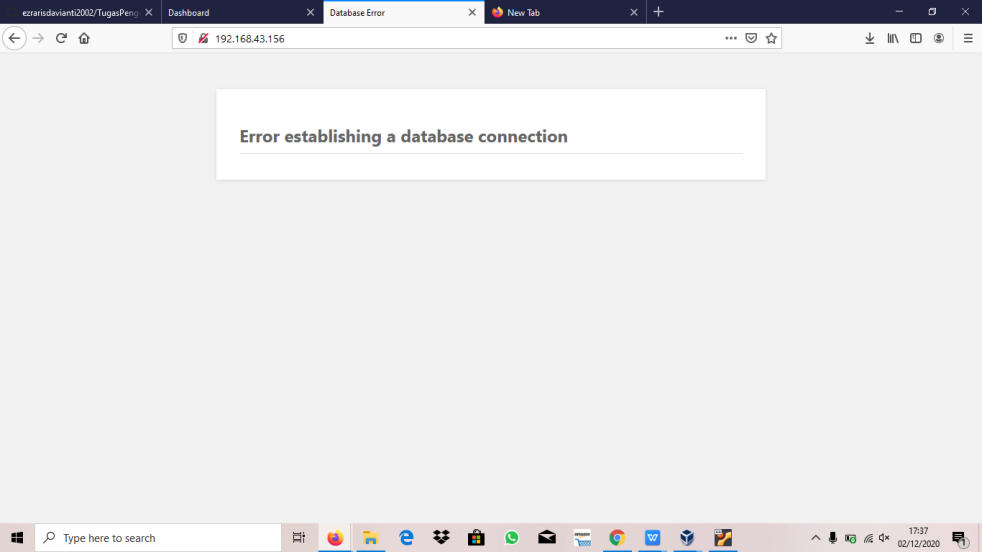 ezrarisdavianti2002/TugasPeng
Dashboard
Database Error
New Tab
192.168.43.156
Error establishing a database connection
Type here to search
17:37
02/12/2020